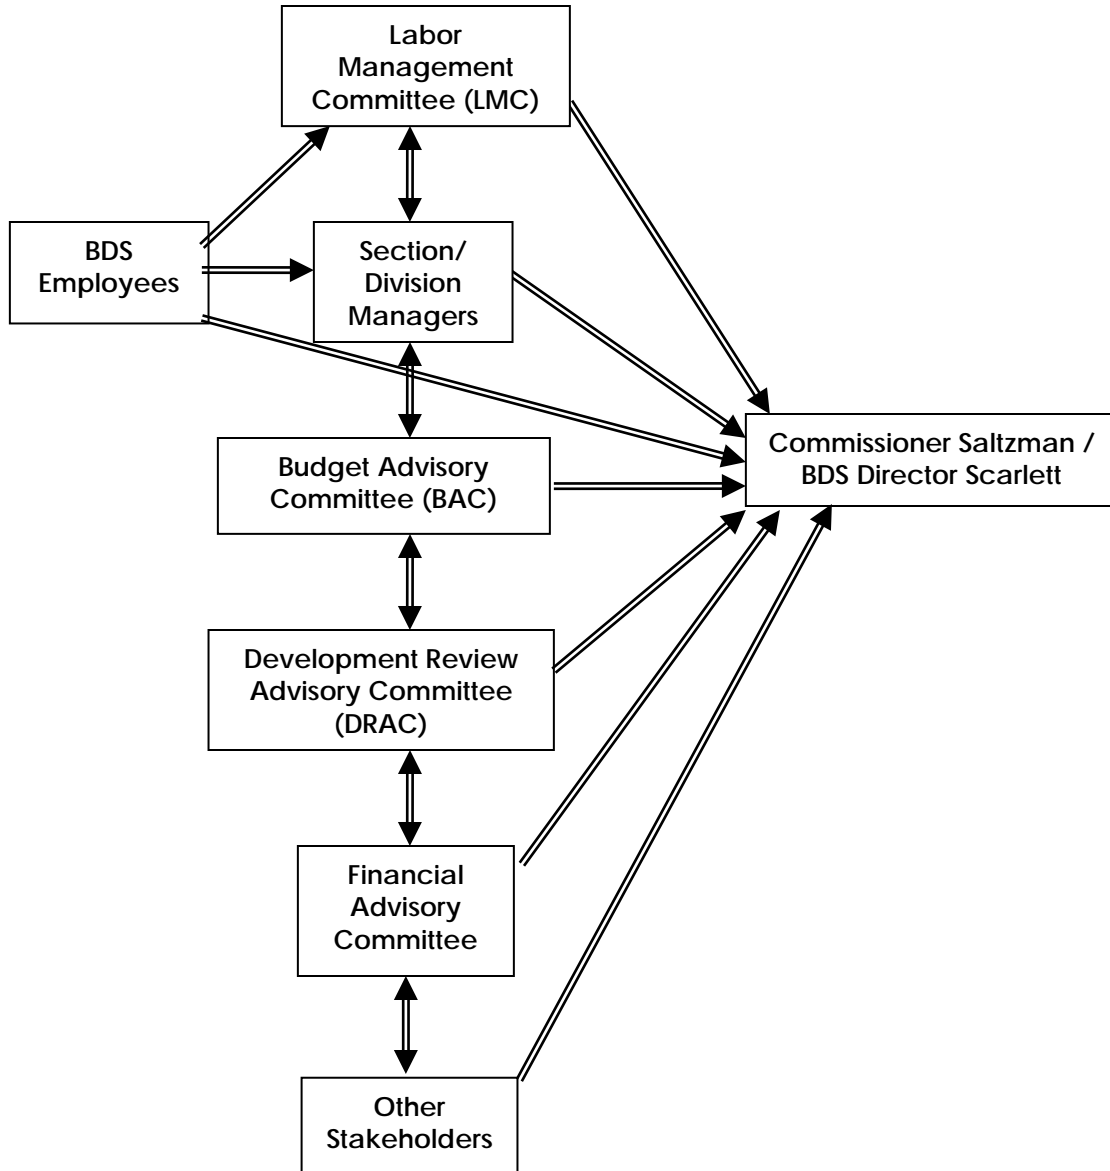 Labor
Management
Committee (LMC)
BDS
Employees
Section/
Division
Managers
Commissioner Saltzman /
BDS Director Scarlett
Budget Advisory
Committee (BAC)
Development Review
Advisory Committee
(DRAC)
Financial
Advisory
Committee
Other
Stakeholders